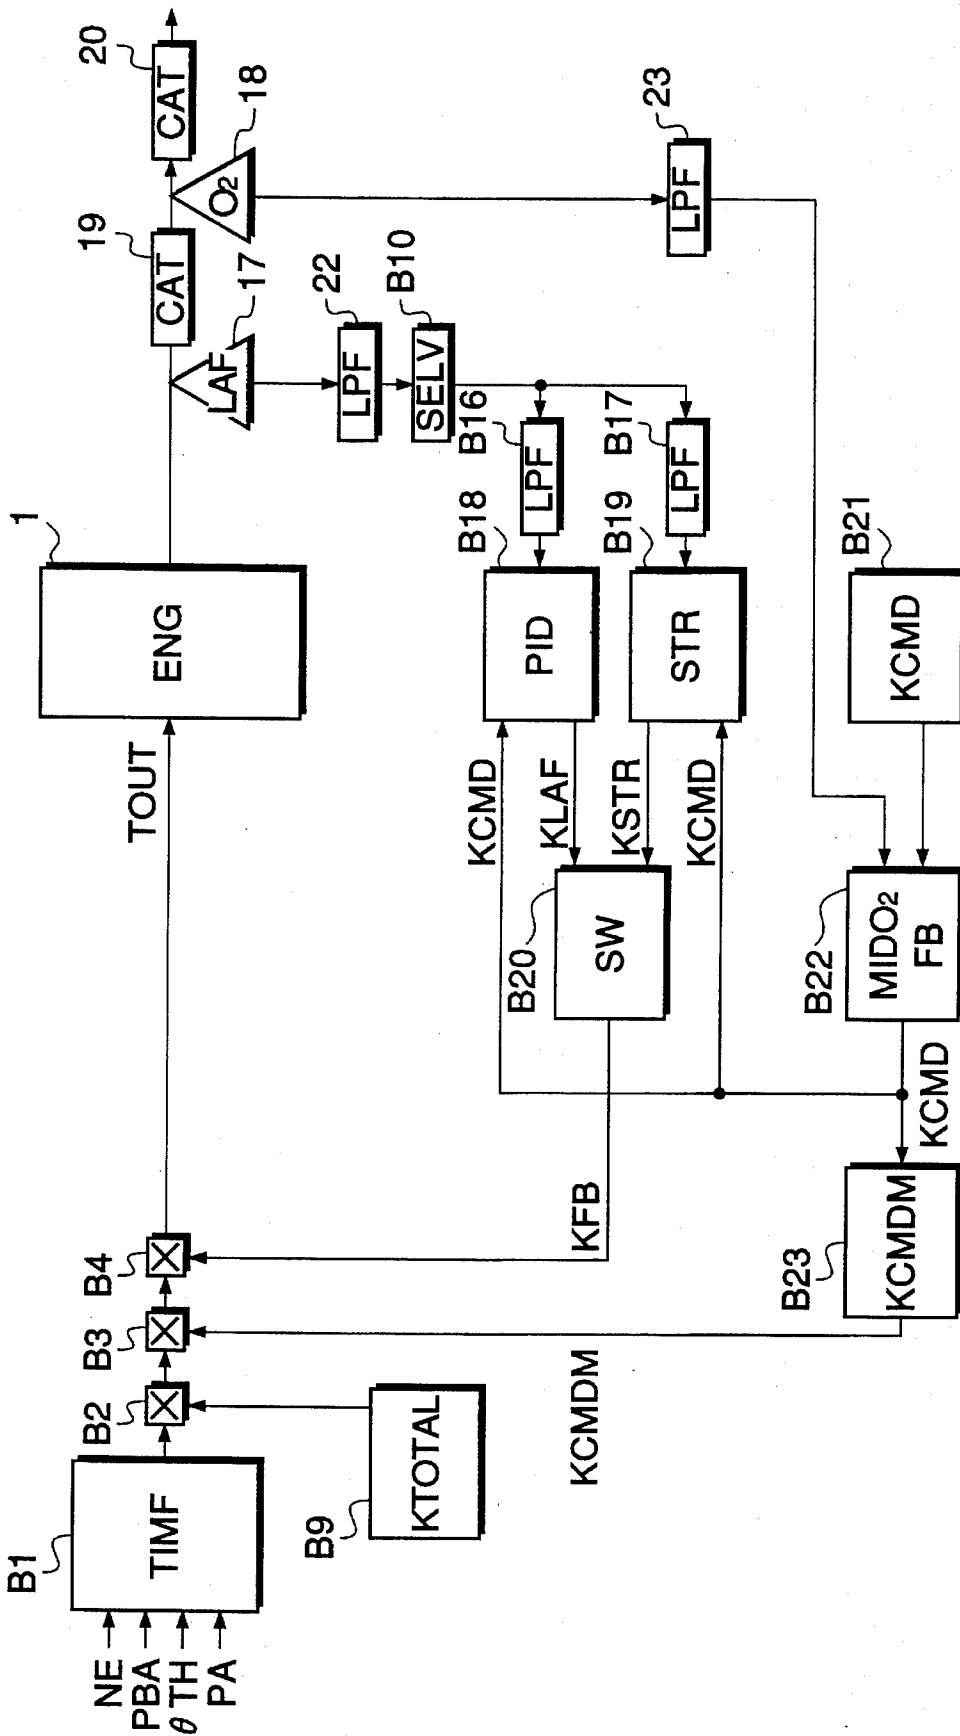 NE
PBA
θTH
PA
B1
TIMF
B2
B3
B4
TOUT
1
ENG
19
CAT
20
CAT
LAF
17
O2
18
22
LPF
B10
SELV
23
LPF
B16
LPF
B17
LPF
B18
PID
B19
STR
KCMD
KLAF
KSTR
KCMD
B20
SW
KFB
B9
KTOTAL
KCMDM
B23
KCMDM
KCMD
B22
MIDO2
FB
B21
KCMD